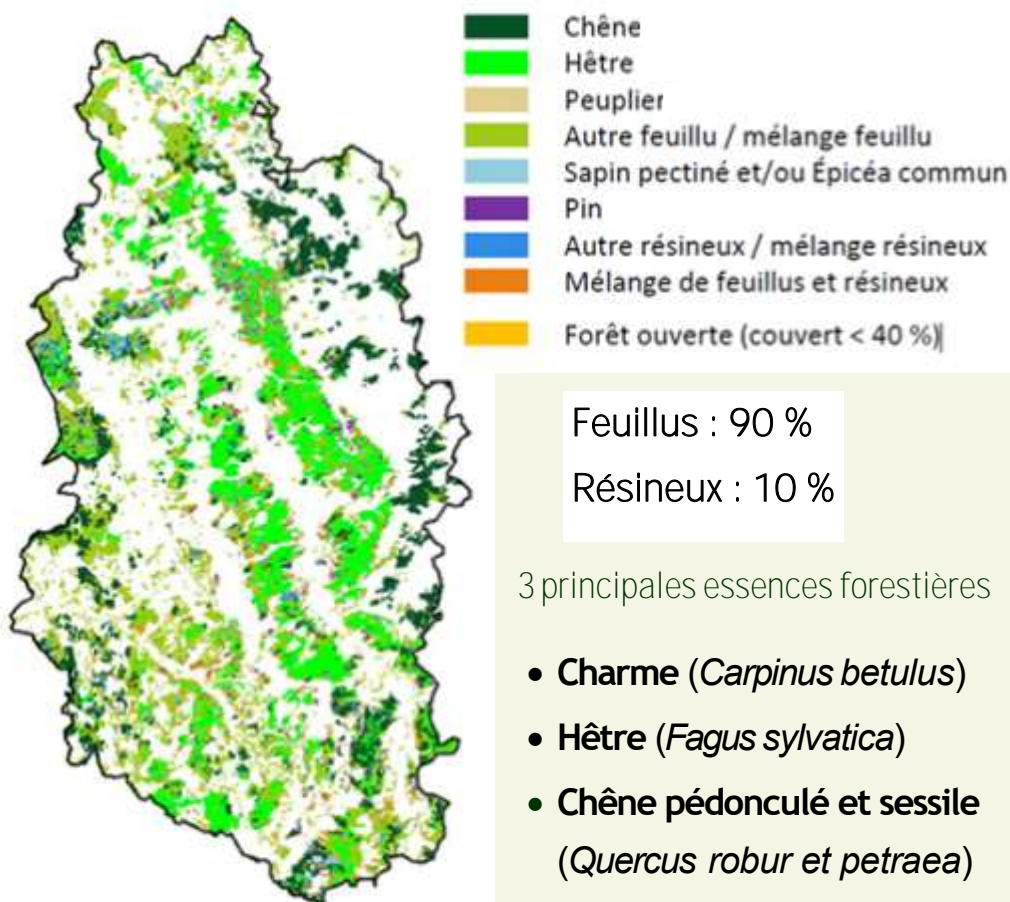 Chêne
Hêtre
Peuplier
Autre feuillu / mélange feuillu
Sapin pectiné et/ou Épicéa commun
Pin
Autre résineux / mélange résineux
Mélange de feuillus et résineux
Forêt ouverte (couvert < 40 %)
Feuillus : 90 %
Résineux : 10 %
3 principales essences forestières
• Charme (Carpinus betulus)
• Hêtre (Fagus sylvatica)
• Chêne pédonculé et sessile
(Quercus robur et petraea)